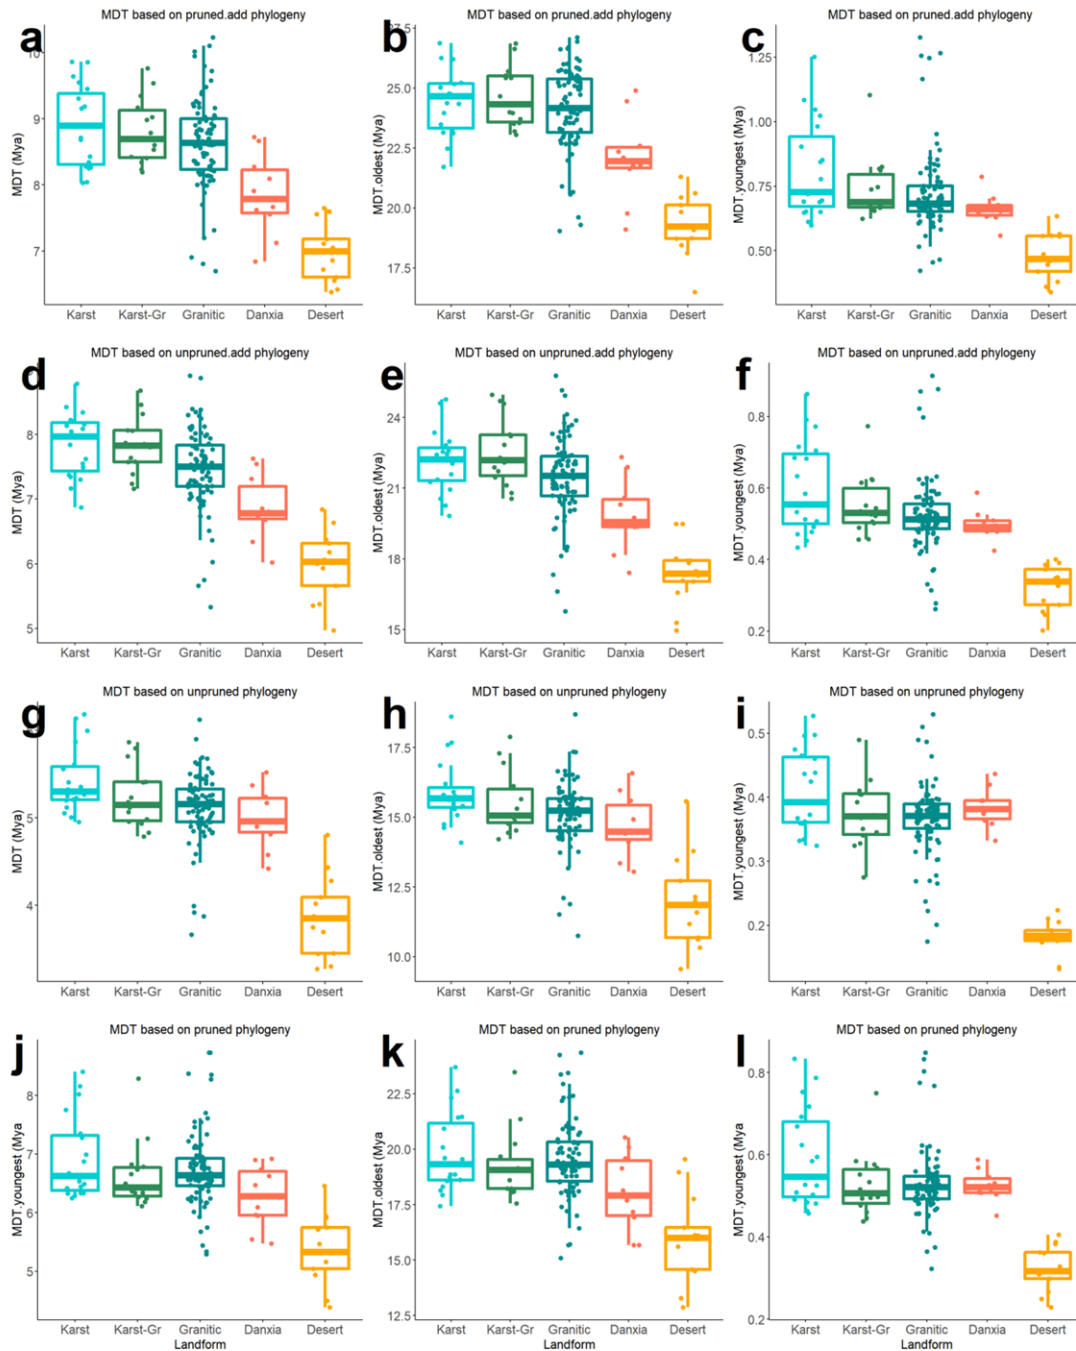 MDT based on pruned.add phylogeny
MDT based on pruned.add phylogeny
MDT based on pruned.add phylogeny
a
b
c
MDT (Mya)
10
9
8
7
MDT.oldest (Mya)
27.5
25.0
22.5
20.0
17.5
MDT.youngest (Mya)
1.25
1.00
0.75
0.50
Karst Karst-Gr Granitic Danxia Desert
Karst Karst-Gr Granitic Danxia Desert
Karst Karst-Gr Granitic Danxia Desert
MDT based on unpruned.add phylogeny
MDT based on unpruned.add phylogeny
MDT based on unpruned.add phylogeny
d
e
f
MDT (Mya)
8
7
6
5
MDT.oldest (Mya)
24
21
18
15
MDT.youngest (Mya)
0.8
0.6
0.4
0.2
Karst Karst-Gr Granitic Danxia Desert
Karst Karst-Gr Granitic Danxia Desert
Karst Karst-Gr Granitic Danxia Desert
MDT based on unpruned phylogeny
MDT based on unpruned phylogeny
MDT based on unpruned phylogeny
g
h
i
MDT (Mya)
5
4
MDT.oldest (Mya)
17.5
15.0
12.5
10.0
MDT.youngest (Mya)
0.5
0.4
0.3
0.2
Karst Karst-Gr Granitic Danxia Desert
Karst Karst-Gr Granitic Danxia Desert
Karst Karst-Gr Granitic Danxia Desert
MDT based on pruned phylogeny
MDT based on pruned phylogeny
MDT based on pruned phylogeny
j
k
l
MDT.youngest (Mya
8
7
6
5
MDT.oldest (Mya
22.5
20.0
17.5
15.0
12.5
MDT.youngest (Mya
0.8
0.6
0.4
0.2
Karst Karst-Gr Granitic Danxia Desert
Karst Karst-Gr Granitic Danxia Desert
Karst Karst-Gr Granitic Danxia Desert
Landform
Landform
Landform